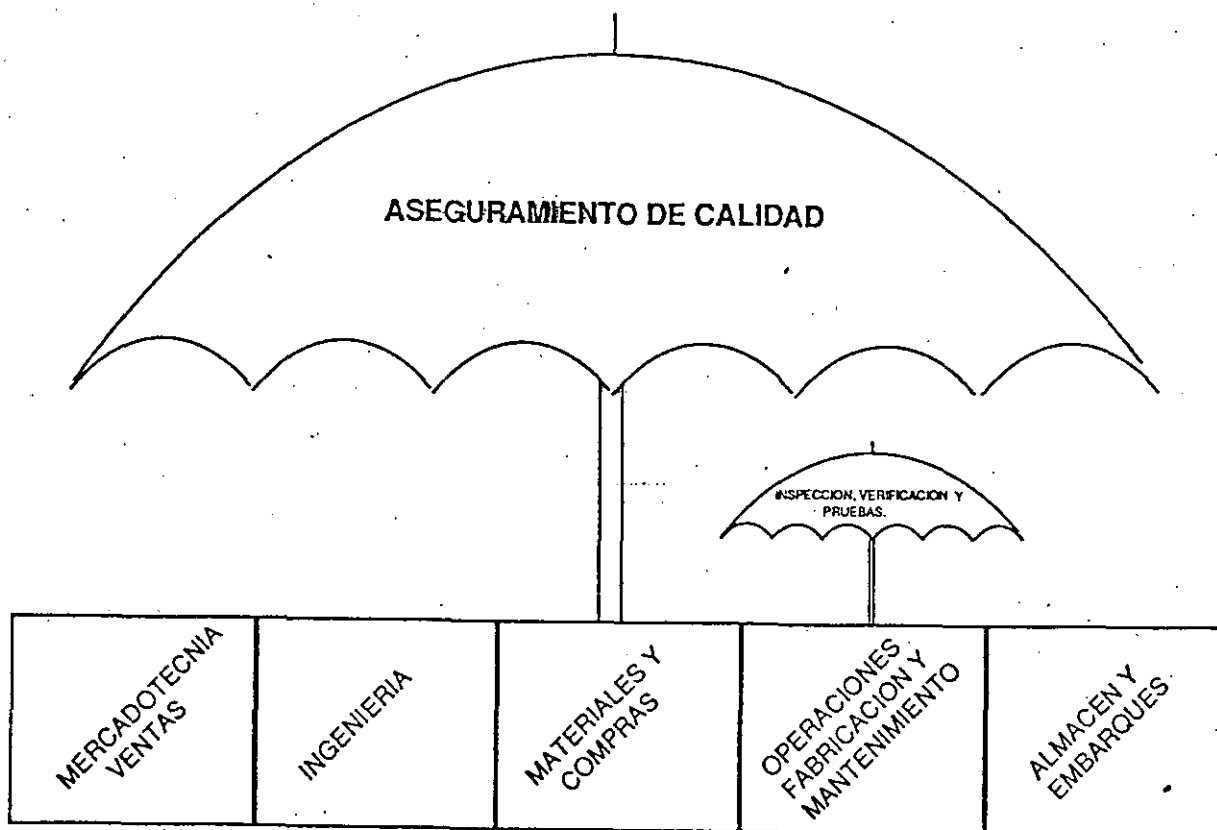 ASEGURAMIENTO DE CALIDAD
INSPECCION, VERIFICACION Y
PRUEBAS.
MERCADOTECNIA
VENTAS
INGENIERIA
MATERIALES Y
COMPRAS
OPERACIONES
FABRICACION Y
MANTENIMIENTO
ALMACEN Y
EMBARQUES